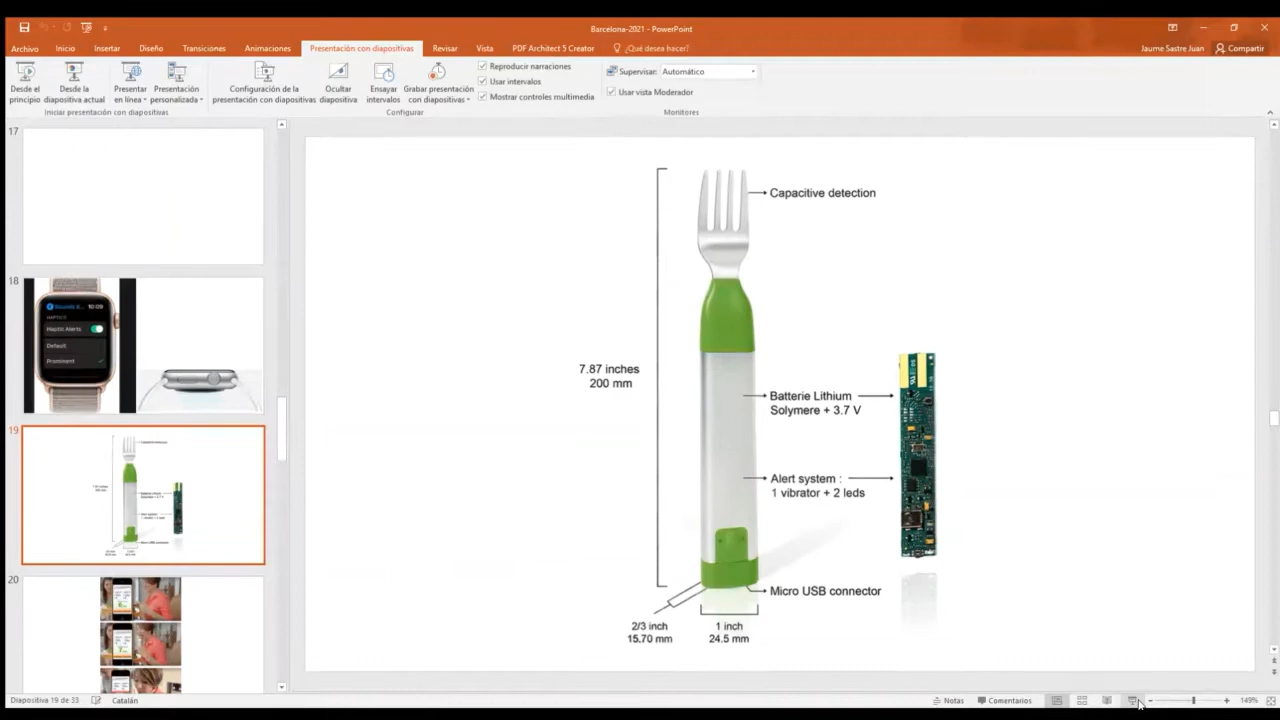 Barcelona-2021 - PowerPoint
Archivo Inicio Insertar Diseño Transiciones Animaciones Presentación con diapositivas Revisar Vista PDF Architect 5 Creator ¿Qué desea hacer? Jaume Sastre Juan Compartir
Desde el principio
Desde la diapositiva actual
Presentar en línea
Presentación personalizada
Iniciar presentación con diapositivas
Configuración de la presentación con diapositivas
Ocultar diapositiva
Ensayar intervalos
Grabar presentación con diapositivas
Reproducir narraciones
Usar intervalos
Mostrar controles multimedia
Configurar
Supervisar: Automático
Usar vista Moderador
Monitores
17
18
10:09
Haptic Alerts
Default
Prominent
19
20
Capacitive detection
7.87 inches
200 mm
Batterie Lithium
Solymere + 3.7 V
Alert system :
1 vibrator + 2 leds
Micro USB connector
2/3 inch
15.70 mm
1 inch
24.5 mm
Diapositiva 19 de 33 Catalán Notas Comentarios 149%